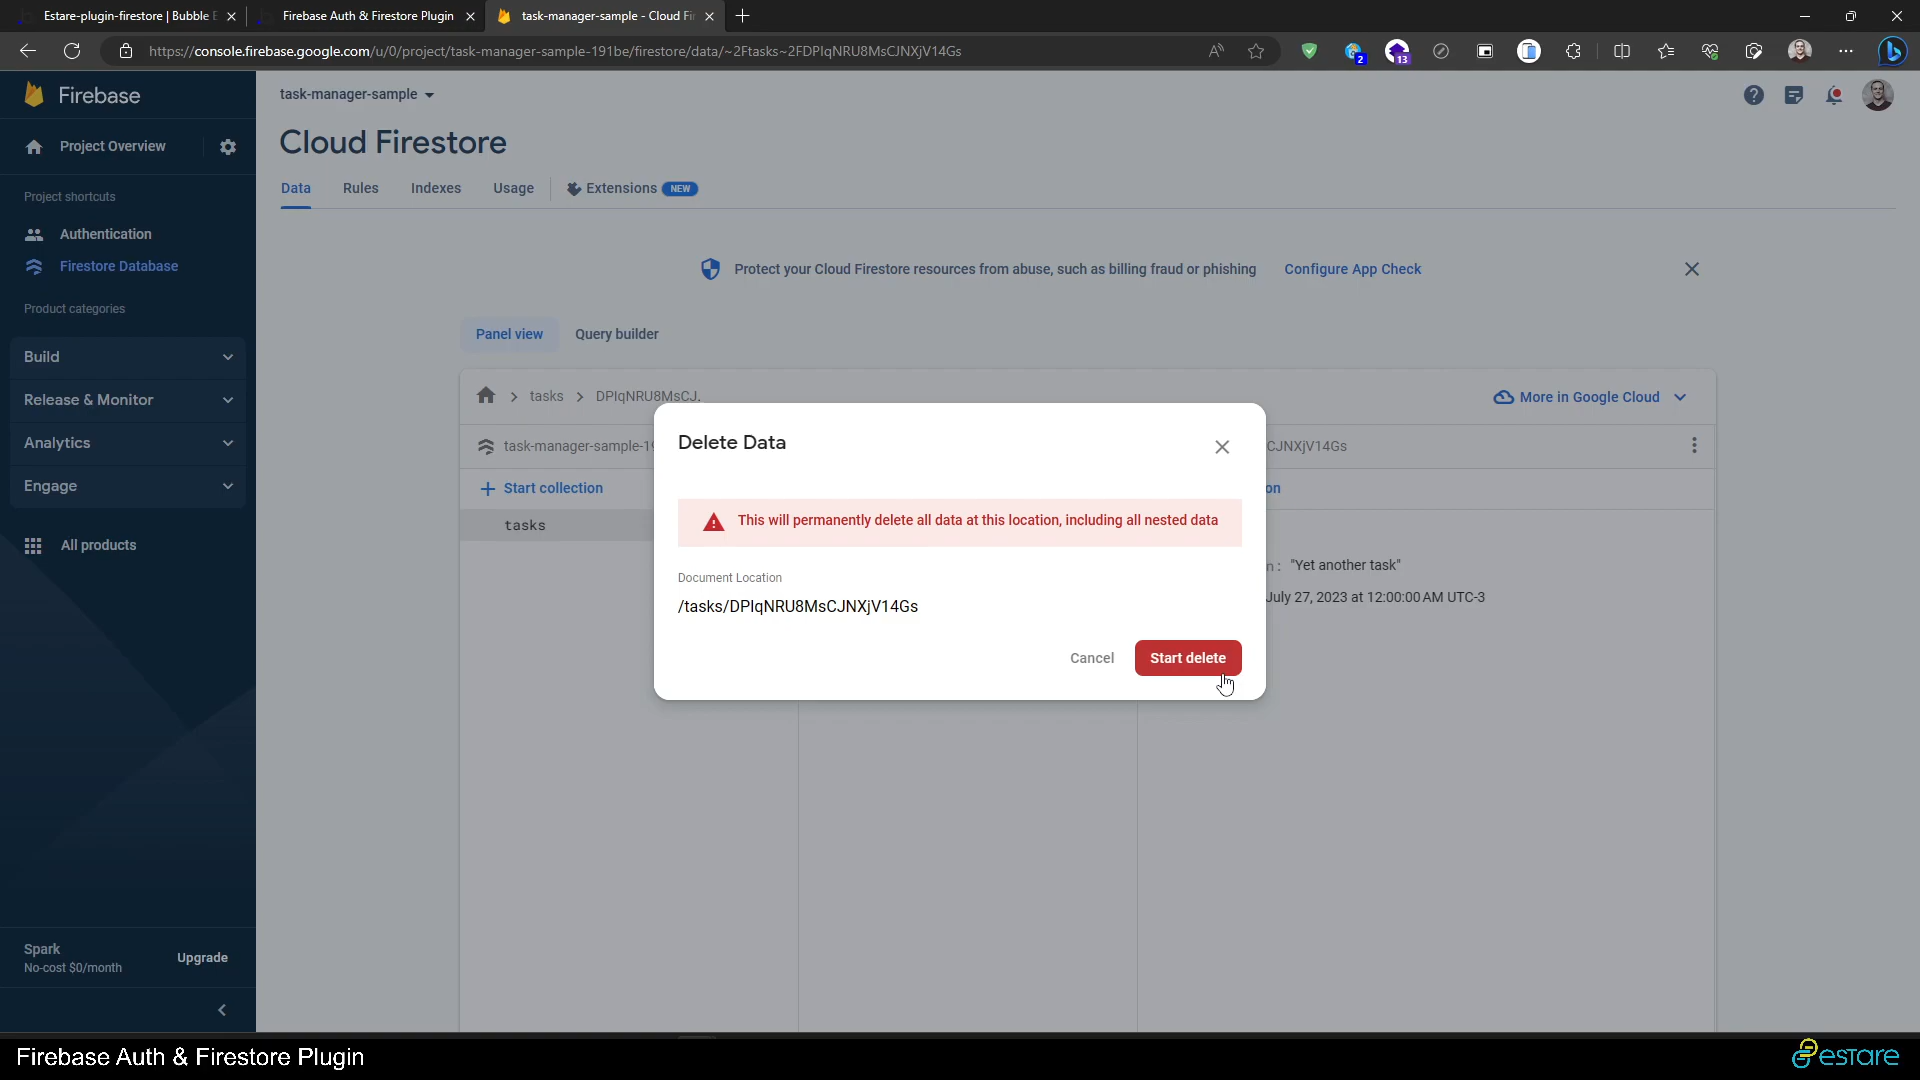 Estare-plugin-firestore | Bubble E
Firebase Auth & Firestore Plugin
task-manager-sample - Cloud Fir
https://console.firebase.google.com/u/0/project/task-manager-sample-191be/firestore/data/~2Ftasks~2FDPIqNRU8MsCJNXjV14Gs
2
13
Firebase
task-manager-sample
Project Overview
Cloud Firestore
Data Rules Indexes Usage Extensions NEW
Project shortcuts
Authentication
Firestore Database
Product categories
Build
Release & Monitor
Analytics
Engage
All products
Spark
No-cost $0/month
Upgrade
Protect your Cloud Firestore resources from abuse, such as billing fraud or phishing Configure App Check
Panel view Query builder
tasks DPIqNRU8MsCJ.
More in Google Cloud
task-manager-sample-19
CJNXjV14Gs
Start collection
on
tasks
n: "Yet another task"
July 27, 2023 at 12:00:00 AM UTC-3
Delete Data
This will permanently delete all data at this location, including all nested data
Document Location
/tasks/DPIqNRU8MsCJNXjV14Gs
Cancel Start delete
Firebase Auth & Firestore Plugin
estare